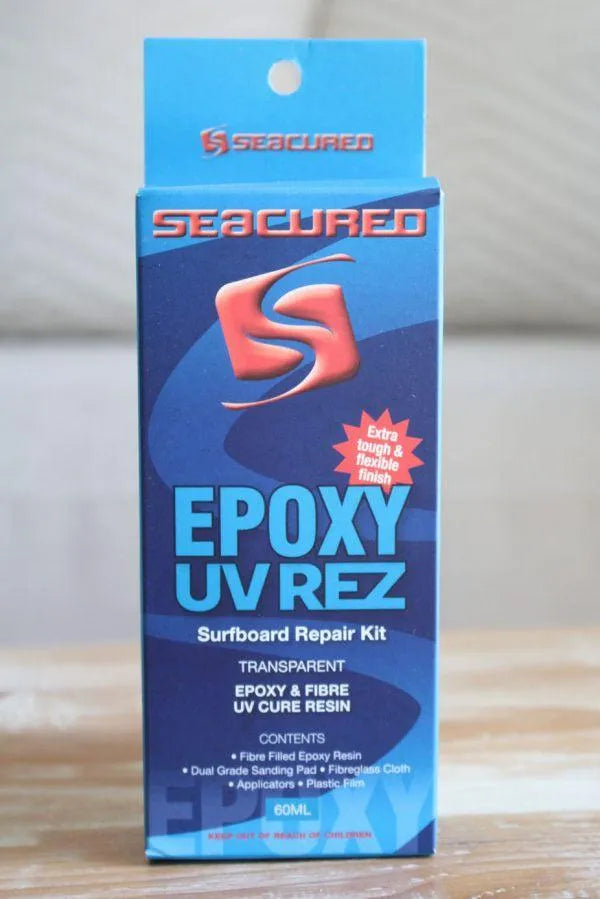 SEACURED
SEACURED
Extra
tough &
flexible
finish
EPOXY
UV REZ
Surfboard Repair Kit
TRANSPARENT
EPOXY & FIBRE
UV CURE RESIN
CONTENTS
• Fibre Filled Epoxy Resin
• Dual Grade Sanding Pad • Fibreglass Cloth
• Applicators • Plastic Film
EPOXY
60ML
KEEP OUT OF REACH OF CHILDREN